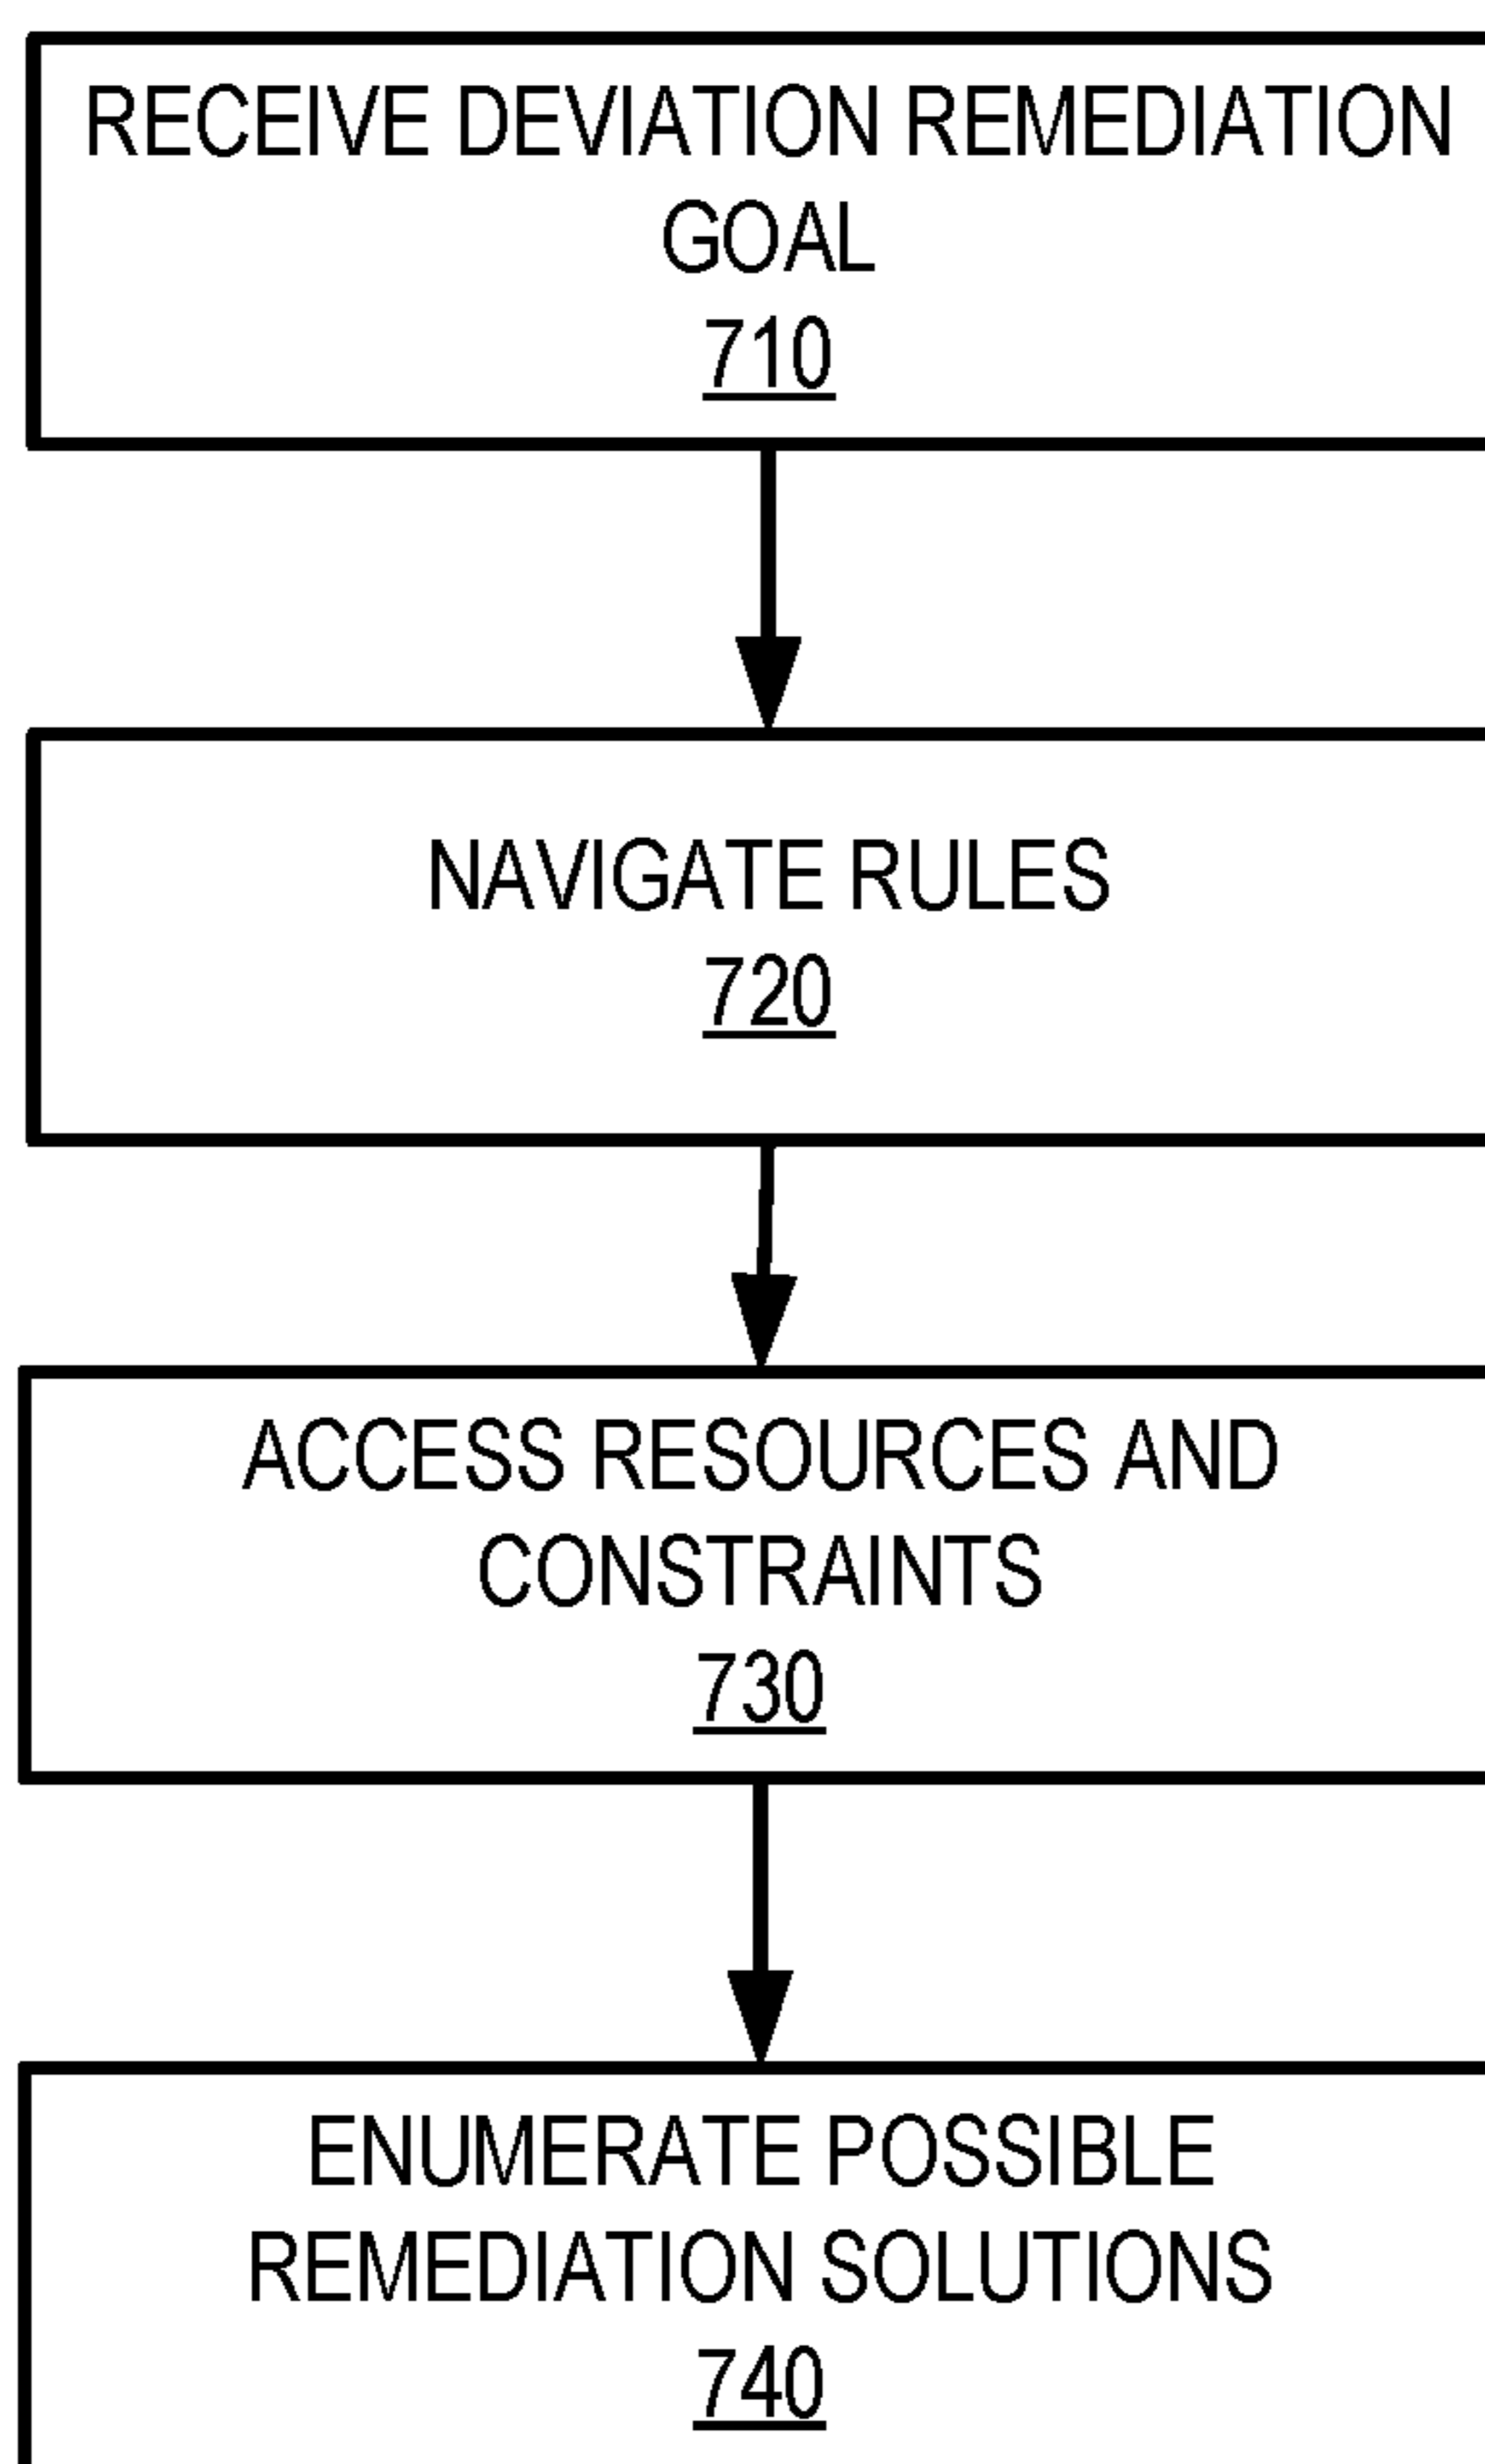 RECEIVE DEVIATION REMEDIATION
GOAL
710
NAVIGATE RULES
720
ACCESS RESOURCES AND
CONSTRAINTS
730
ENUMERATE POSSIBLE
REMEDIATION SOLUTIONS
740